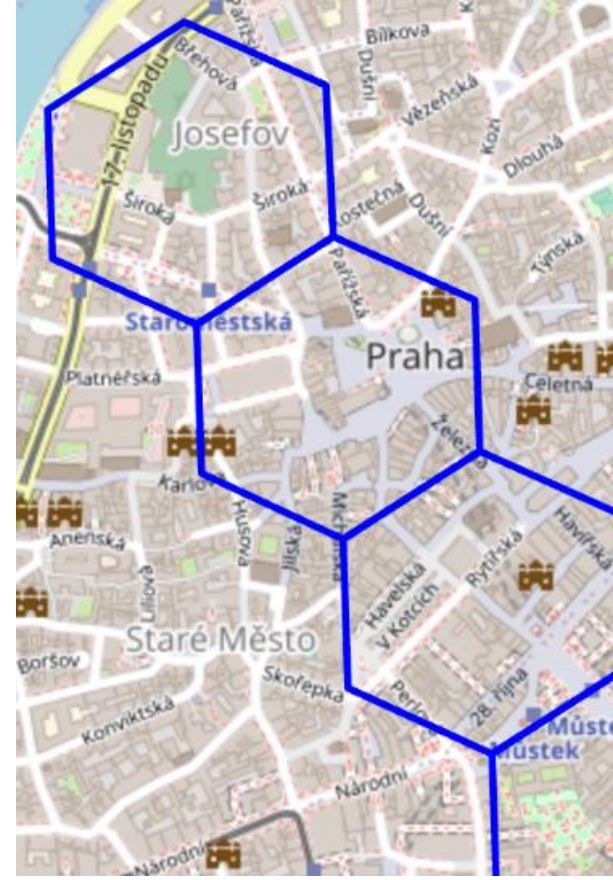 Pařížská
Břehová
Bílkova
Dušní
17. listopadu
Josefov
Vězeňská
Kozí
Dlouhá
Široká
Široká
Kostečná
Dušní
Týnská
Pařížská
Staroměstská
Praha
Platnéřská
Celetná
Železná
Karlova
Husova
Jilská
Michalská
Havířská
Anenská
Rytířská
Liliová
Havelská
V Kotcích
Staré Město
Boršov
Skořepka
28. října
Konviktská
Můstek
Národní
Národní